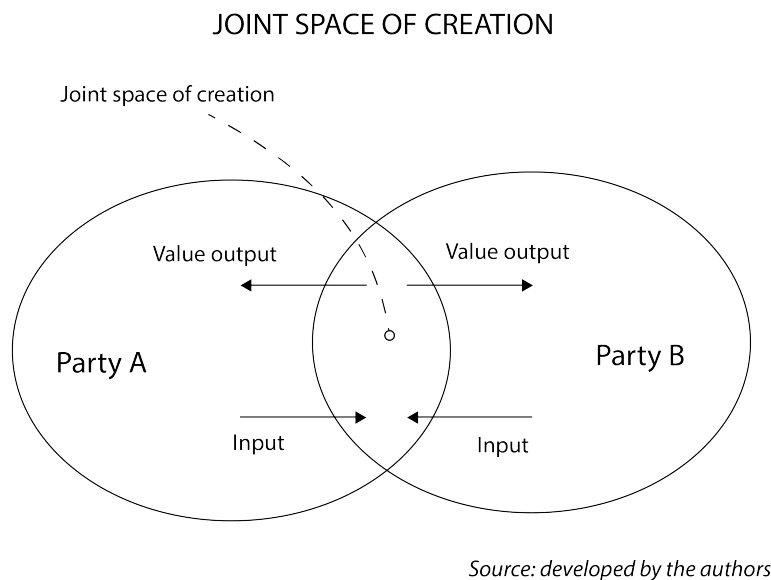 JOINT SPACE OF CREATION
Joint space of creation
Value output
Value output
Party A
Party B
Input
Input
Source: developed by the authors